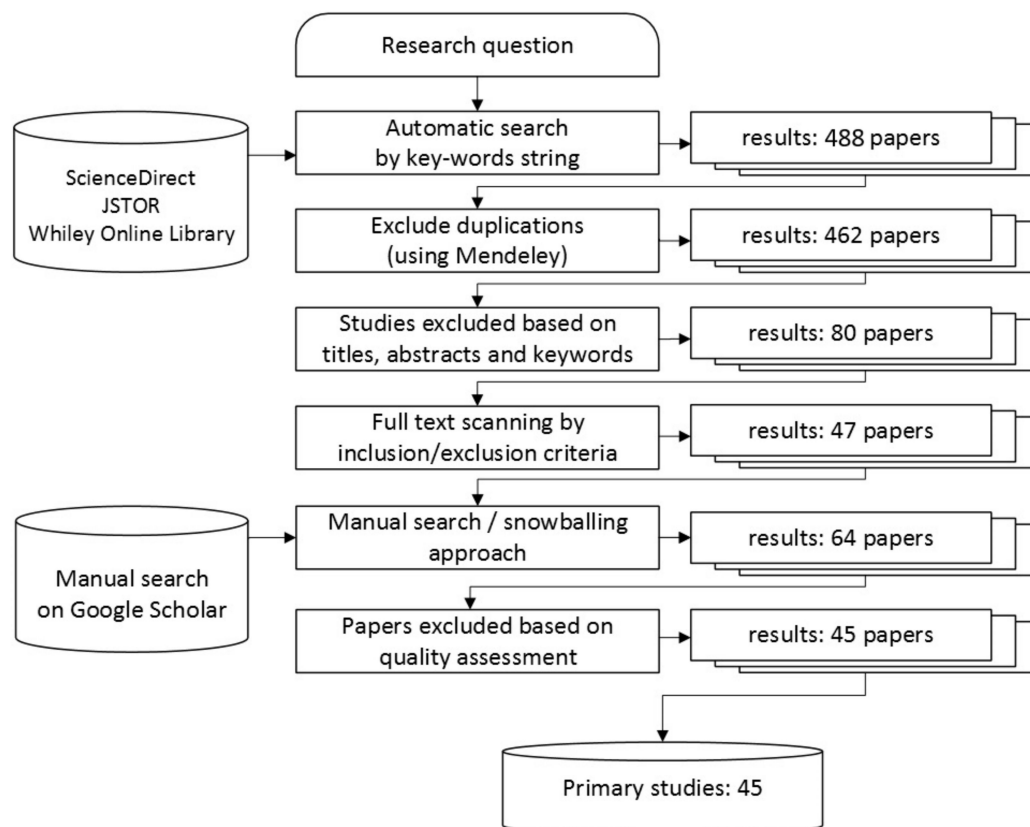 Research question
Automatic search
by key-words string
results: 488 papers
ScienceDirect
JSTOR
Whiley Online Library
Exclude duplications
(using Mendeley)
results: 462 papers
Studies excluded based on
titles, abstracts and keywords
results: 80 papers
Full text scanning by
inclusion/exclusion criteria
results: 47 papers
Manual search / snowballing
approach
results: 64 papers
Manual search
on Google Scholar
Papers excluded based on
quality assessment
results: 45 papers
Primary studies: 45